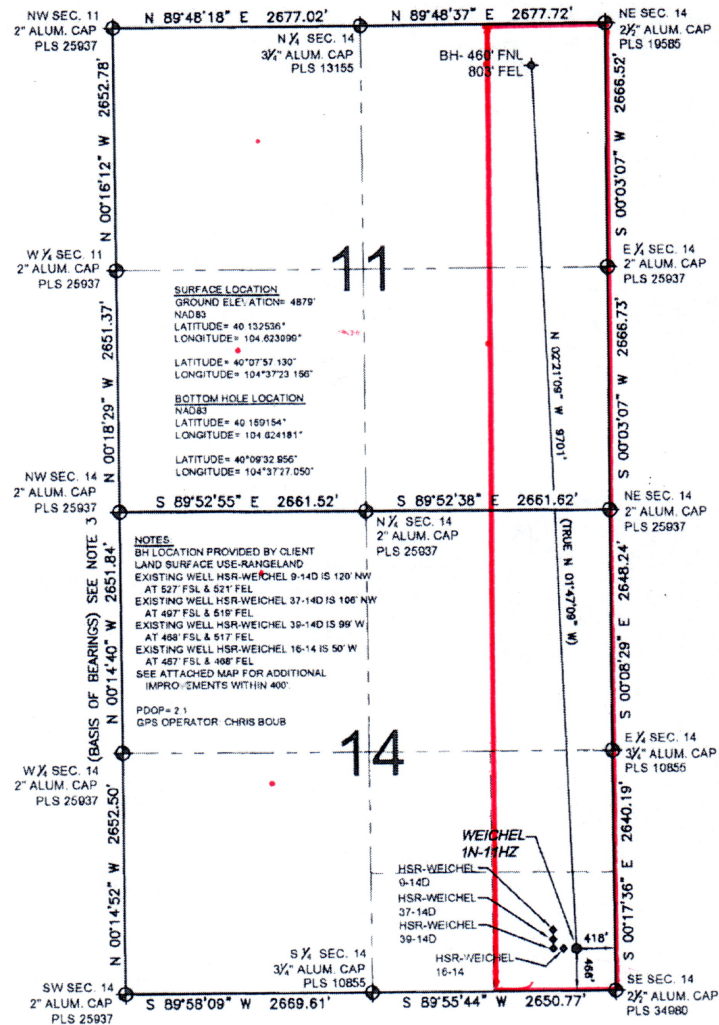 NW SEC. 11
2" ALUM. CAP
PLS 25937
N 89°48'18" E 2677.02'
N ¼ SEC. 14
3¼" ALUM. CAP
PLS 13155
N 89°48'37" E 2677.72'
NE SEC. 14
2½" ALUM. CAP
PLS 19585
BH- 460' FNL
803' FEL
N 00°16'12" W 2652.78'
S 00°03'07" W 2666.52'
W ¼ SEC. 11
2" ALUM. CAP
PLS 25937
11
E ¼ SEC. 14
2" ALUM. CAP
PLS 25937
SURFACE LOCATION
GROUND ELEVATION= 4879'
NAD83
LATITUDE= 40.132536°
LONGITUDE= 104.623099°
LATITUDE= 40°07'57.130"
LONGITUDE= 104°37'23.156"
BOTTOM HOLE LOCATION
NAD83
LATITUDE= 40.159154°
LONGITUDE= 104.624181°
LATITUDE= 40°09'32.956"
LONGITUDE= 104°37'27.050"
N 00°18'29" W 2651.37'
N 02°21'09" W 9701'
(TRUE N 01°47'09" W)
S 00°03'07" W 2666.73'
NW SEC. 14
2" ALUM. CAP
PLS 25937
S 89°52'55" E 2661.52'
N ¼ SEC. 14
2" ALUM. CAP
PLS 25937
S 89°52'38" E 2661.62'
NE SEC. 14
2" ALUM. CAP
PLS 25937
NOTES
BH LOCATION PROVIDED BY CLIENT
LAND SURFACE USE-RANGELAND
EXISTING WELL HSR-WEICHEL 9-14D IS 120' NW
AT 527' FSL & 521' FEL
EXISTING WELL HSR-WEICHEL 37-14D IS 106' NW
AT 497' FSL & 519' FEL
EXISTING WELL HSR-WEICHEL 39-14D IS 99' W
AT 468' FSL & 517' FEL
EXISTING WELL HSR-WEICHEL 16-14 IS 50' W
AT 467' FSL & 468' FEL
SEE ATTACHED MAP FOR ADDITIONAL
IMPROVEMENTS WITHIN 400'.
PDOP= 2.1
GPS OPERATOR: CHRIS BOUB
(BASIS OF BEARINGS) SEE NOTE 3
N 00°14'40" W 2651.84'
S 00°08'29" E 2648.24'
W ¼ SEC. 14
2" ALUM. CAP
PLS 25937
14
E ¼ SEC. 14
3¼" ALUM. CAP
PLS 10855
N 00°14'52" W 2652.50'
S 00°17'36" E 2640.19'
WEICHEL
1N-11HZ
HSR-WEICHEL
9-14D
HSR-WEICHEL
37-14D
HSR-WEICHEL
39-14D
HSR-WEICHEL
16-14
418'
466'
SW SEC. 14
2" ALUM. CAP
PLS 25937
S 89°58'09" W 2669.61'
S ¼ SEC. 14
3¼" ALUM. CAP
PLS 10855
S 89°55'44" W 2650.77'
SE SEC. 14
2½" ALUM. CAP
PLS 34980